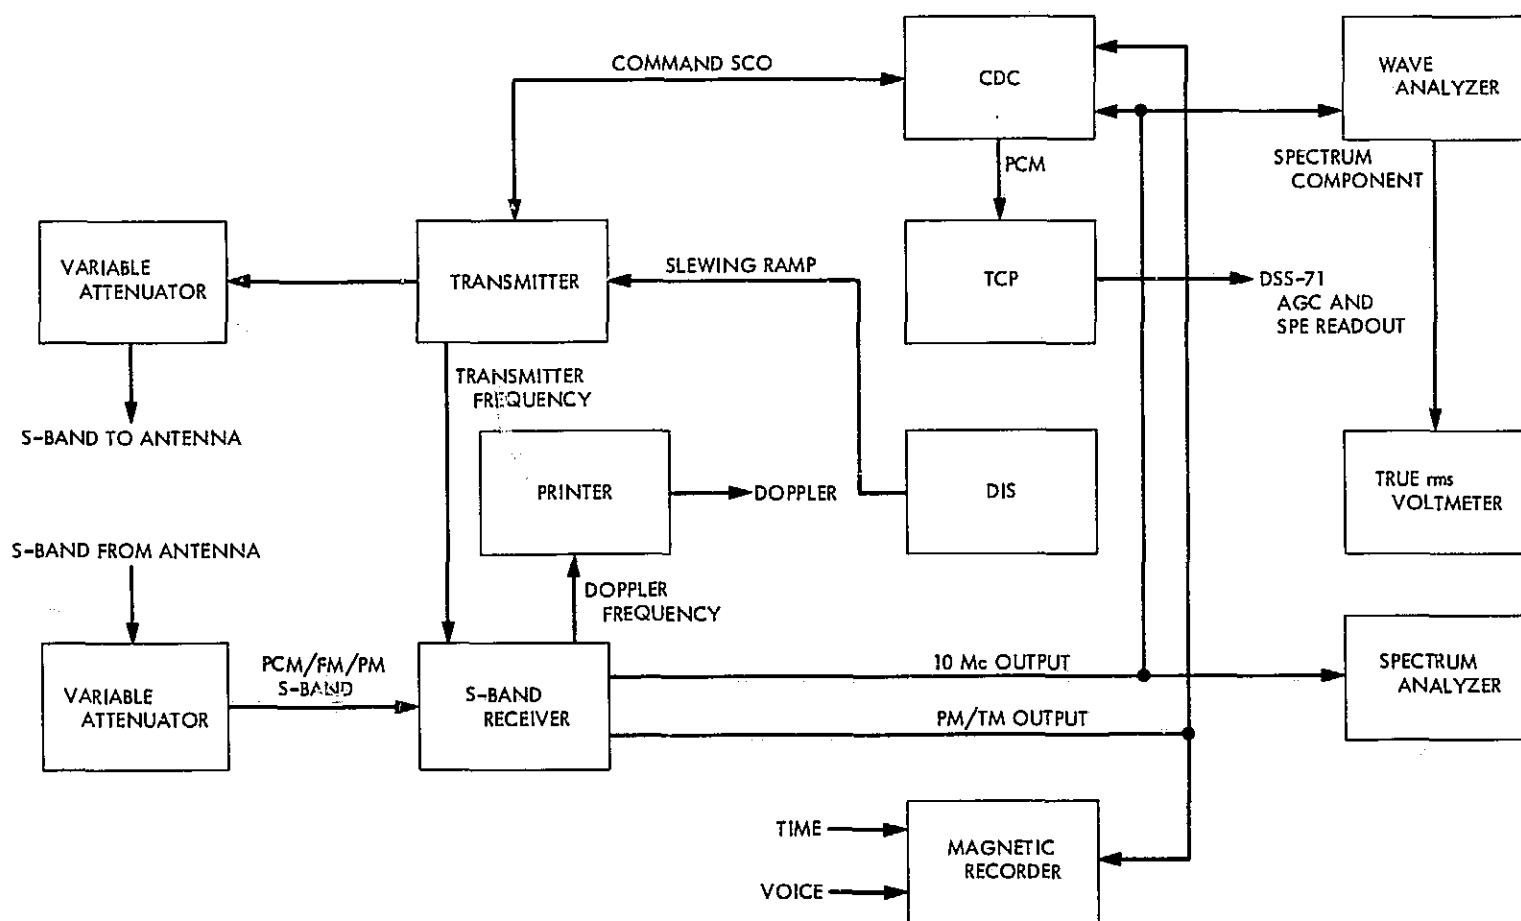 COMMAND SCO
CDC
WAVE
ANALYZER
PCM
SPECTRUM
COMPONENT
VARIABLE
ATTENUATOR
TRANSMITTER
SLEWING RAMP
TCP
DSS-71
AGC AND
SPE READOUT
TRANSMITTER
FREQUENCY
S-BAND TO ANTENNA
PRINTER
DOPPLER
DIS
TRUE rms
VOLTMETER
S-BAND FROM ANTENNA
DOPPLER
FREQUENCY
VARIABLE
ATTENUATOR
PCM/FM/PM
S-BAND
S-BAND
RECEIVER
10 Mc OUTPUT
SPECTRUM
ANALYZER
PM/TM OUTPUT
TIME
VOICE
MAGNETIC
RECORDER